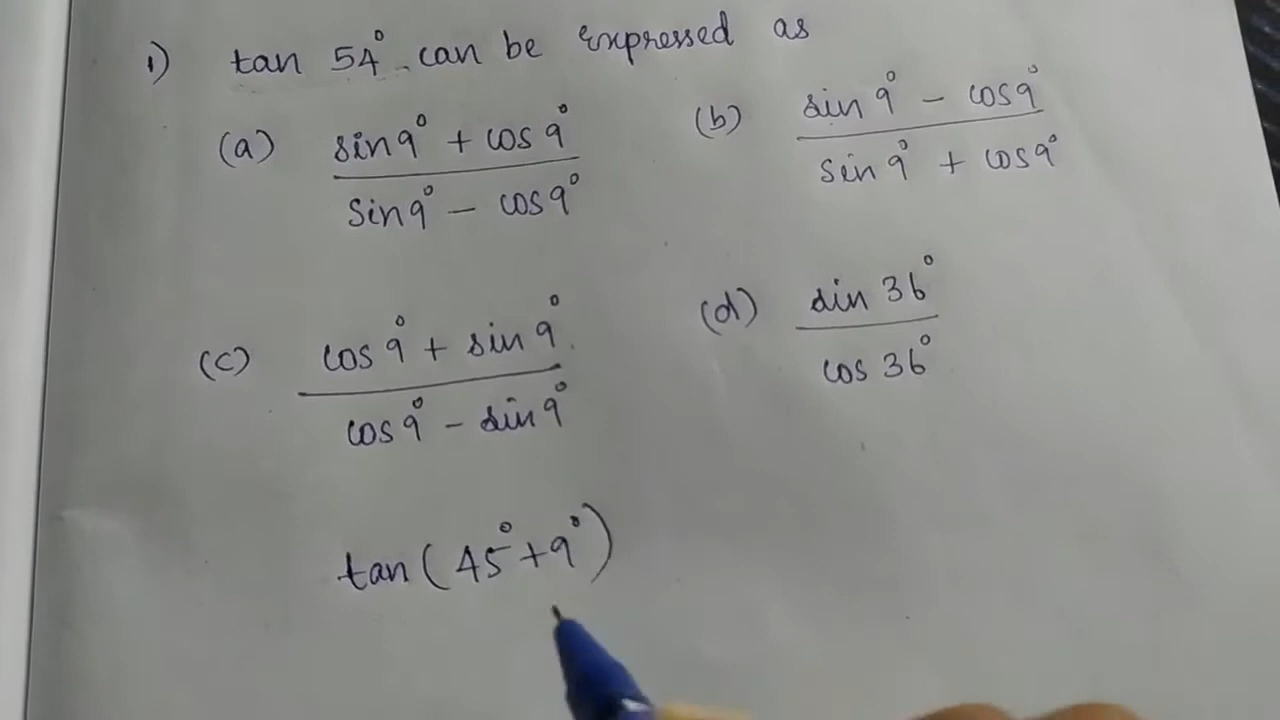 1) tan 54° can be expressed as
(a) sin 9° + cos 9° / sin 9° - cos 9°
(b) sin 9° - cos 9° / sin 9° + cos 9°
(c) cos 9° + sin 9° / cos 9° - sin 9°
(d) sin 36° / cos 36°
tan (45° + 9°)